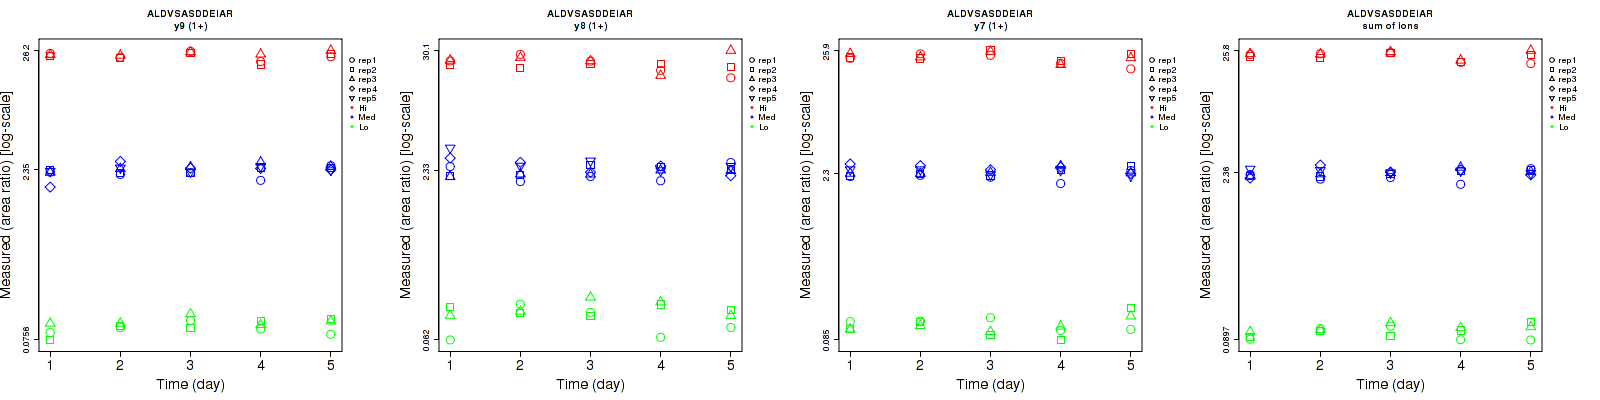 ALDVSASDDEIAR
y9 (1+)
Measured (area ratio) [log-scale]
26.2
2.35
0.0756
1 2 3 4 5
Time (day)
rep1
rep2
rep3
rep4
rep5
Hi
Med
Lo
ALDVSASDDEIAR
y8 (1+)
Measured (area ratio) [log-scale]
30.1
2.33
0.062
1 2 3 4 5
Time (day)
rep1
rep2
rep3
rep4
rep5
Hi
Med
Lo
ALDVSASDDEIAR
y7 (1+)
Measured (area ratio) [log-scale]
25.9
2.3
0.085
1 2 3 4 5
Time (day)
rep1
rep2
rep3
rep4
rep5
Hi
Med
Lo
ALDVSASDDEIAR
sum of ions
Measured (area ratio) [log-scale]
25.8
2.38
0.0897
1 2 3 4 5
Time (day)
rep1
rep2
rep3
rep4
rep5
Hi
Med
Lo